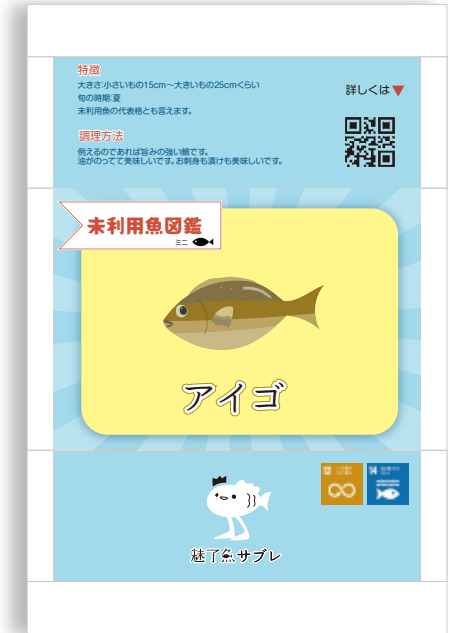 特徴
大きさ:小さいもの15cm〜大きいもの25cmくらい
旬の時期:夏
未利用魚の代表格とも言えます。
詳しくは▼
調理方法
例えるのであれば旨みの強い鯛です。
油がのってて美味しいです。お刺身も漬けも美味しいです。
未利用魚図鑑
ミニ
アイゴ
12
14
魅了魚サブレ